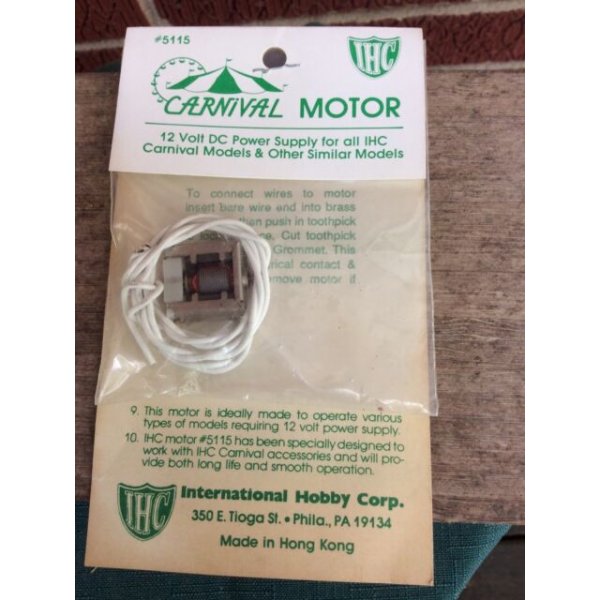 #5115
IHC
CARNIVAL MOTOR
12 Volt DC Power Supply for all IHC
Carnival Models & Other Similar Models
To connect wires to motor
insert bare wire end into brass
then push in toothpick
Cut toothpick
Grommet. This
contact &
remove motor if
9. This motor is ideally made to operate various
types of models requiring 12 volt power supply.
10. IHC motor #5115 has been specially designed to
work with IHC Carnival accessories and will pro-
vide both long life and smooth operation.
IHC
International Hobby Corp.
350 E. Tioga St. • Phila., PA 19134
Made in Hong Kong